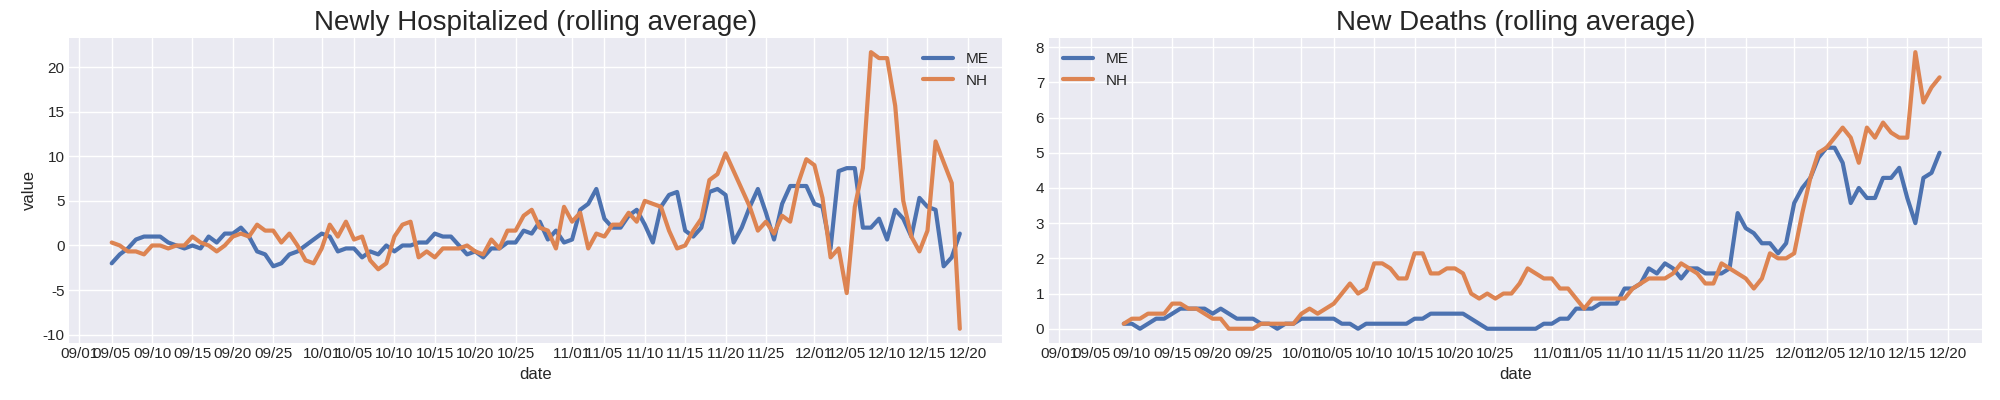 Newly Hospitalized (rolling average)
ME
NH
value
20
15
10
5
0
-5
-10
09/01 09/05 09/10 09/15 09/20 09/25 10/01 10/05 10/10 10/15 10/20 10/25 11/01 11/05 11/10 11/15 11/20 11/25 12/01 12/05 12/10 12/15 12/20
date
New Deaths (rolling average)
ME
NH
8
7
6
5
4
3
2
1
0
09/01 09/05 09/10 09/15 09/20 09/25 10/01 10/05 10/10 10/15 10/20 10/25 11/01 11/05 11/10 11/15 11/20 11/25 12/01 12/05 12/10 12/15 12/20
date